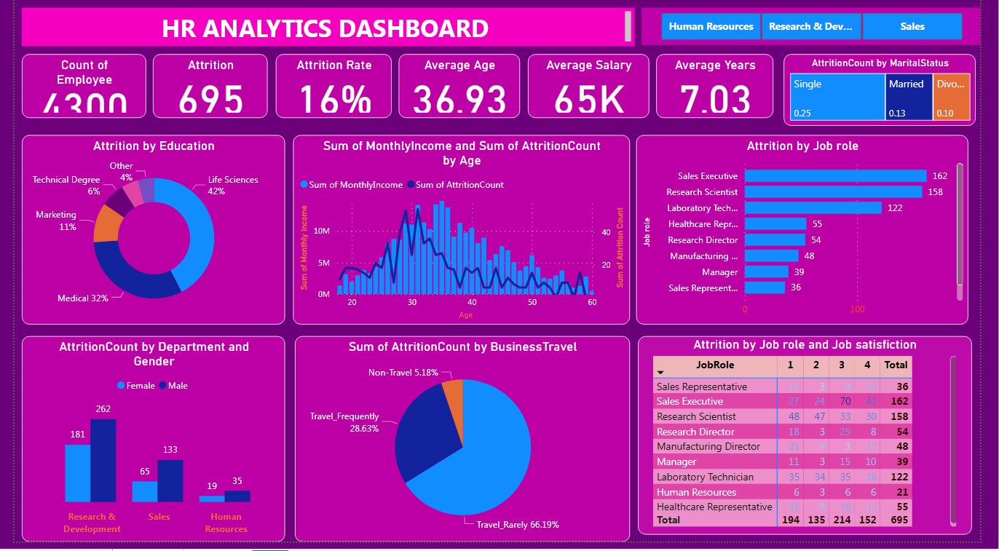 HR ANALYTICS DASHBOARD
Human Resources
Research & Dev...
Sales
Count of
Employee
Attrition
695
Attrition Rate
16%
Average Age
36.93
Average Salary
65K
Average Years
7.03
AttritionCount by MaritalStatus
Single
0.25
Married
0.13
Divo...
0.10
Attrition by Education
Other
4%
Technical Degree
6%
Life Sciences
42%
Marketing
11%
Medical 32%
Sum of MonthlyIncome and Sum of AttritionCount
by Age
Sum of MonthlyIncome Sum of AttritionCount
Sum of Monthly Income
10M
5M
0M
40
20
Sum of Attrition Count
20 30 40 50 60
Age
Attrition by Job role
Job role
Sales Executive 162
Research Scientist 158
Laboratory Tech... 122
Healthcare Repr... 55
Research Director 54
Manufacturing ... 48
Manager 39
Sales Represent... 36
0 100
AttritionCount by Department and
Gender
Female Male
181 262
65 133
19 35
Research &
Development
Sales
Human
Resources
Sum of AttritionCount by BusinessTravel
Non-Travel 5.18%
Travel_Frequently
28.63%
Travel_Rarely 66.19%
Attrition by Job role and Job satisfiction
JobRole 1 2 3 4 Total
Sales Representative 12 3 9 12 36
Sales Executive 27 24 70 41 162
Research Scientist 48 47 33 30 158
Research Director 18 3 25 8 54
Manufacturing Director 21 9 3 15 48
Manager 11 3 15 10 39
Laboratory Technician 35 34 35 18 122
Human Resources 6 3 6 6 21
Healthcare Representative 16 9 18 12 55
Total 194 135 214 152 695